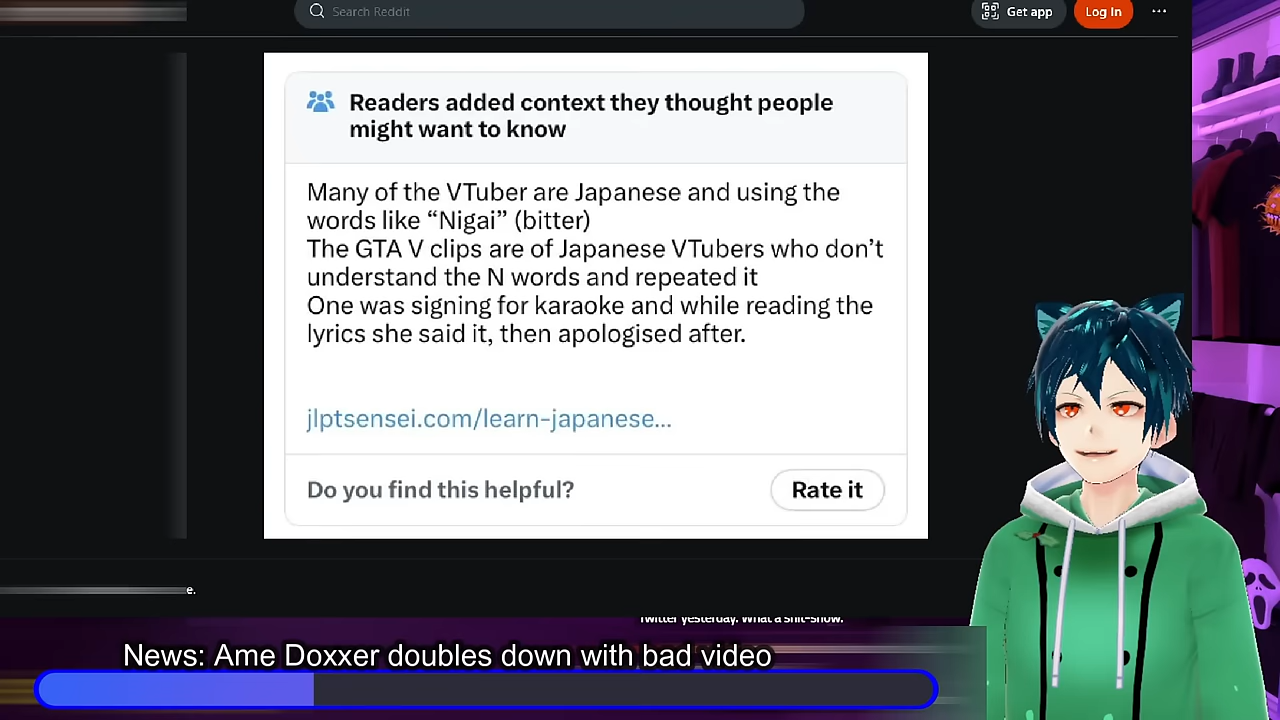 Search Reddit
Get app
Log In
Readers added context they thought people
might want to know
Many of the VTuber are Japanese and using the
words like “Nigai” (bitter)
The GTA V clips are of Japanese VTubers who don’t
understand the N words and repeated it
One was signing for karaoke and while reading the
lyrics she said it, then apologised after.
jlptsensei.com/learn-japanese...
Do you find this helpful?
Rate it
e.
Twitter yesterday. What a shit-show.
News: Ame Doxxer doubles down with bad video